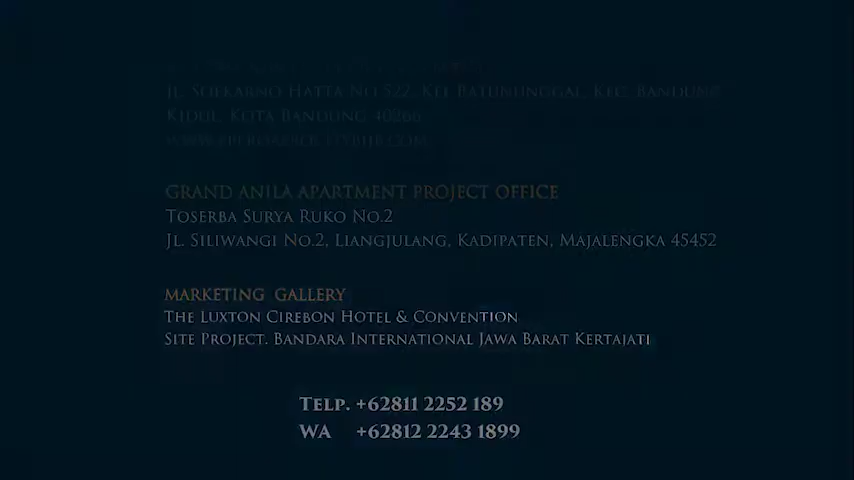 Jl. Soekarno Hatta No 522, Kel Batununggal, Kec. Bandung
Kidul, Kota Bandung 40266
Grand Anila Apartment Project Office
Toserba Surya Ruko No.2
Jl. Siliwangi No.2, Liangjulang, Kadipaten, Majalengka 45452
Marketing Gallery
The Luxton Cirebon Hotel & Convention
Site Project. Bandara International Jawa Barat Kertajati
Telp. +62811 2252 189
WA +62812 2243 1899